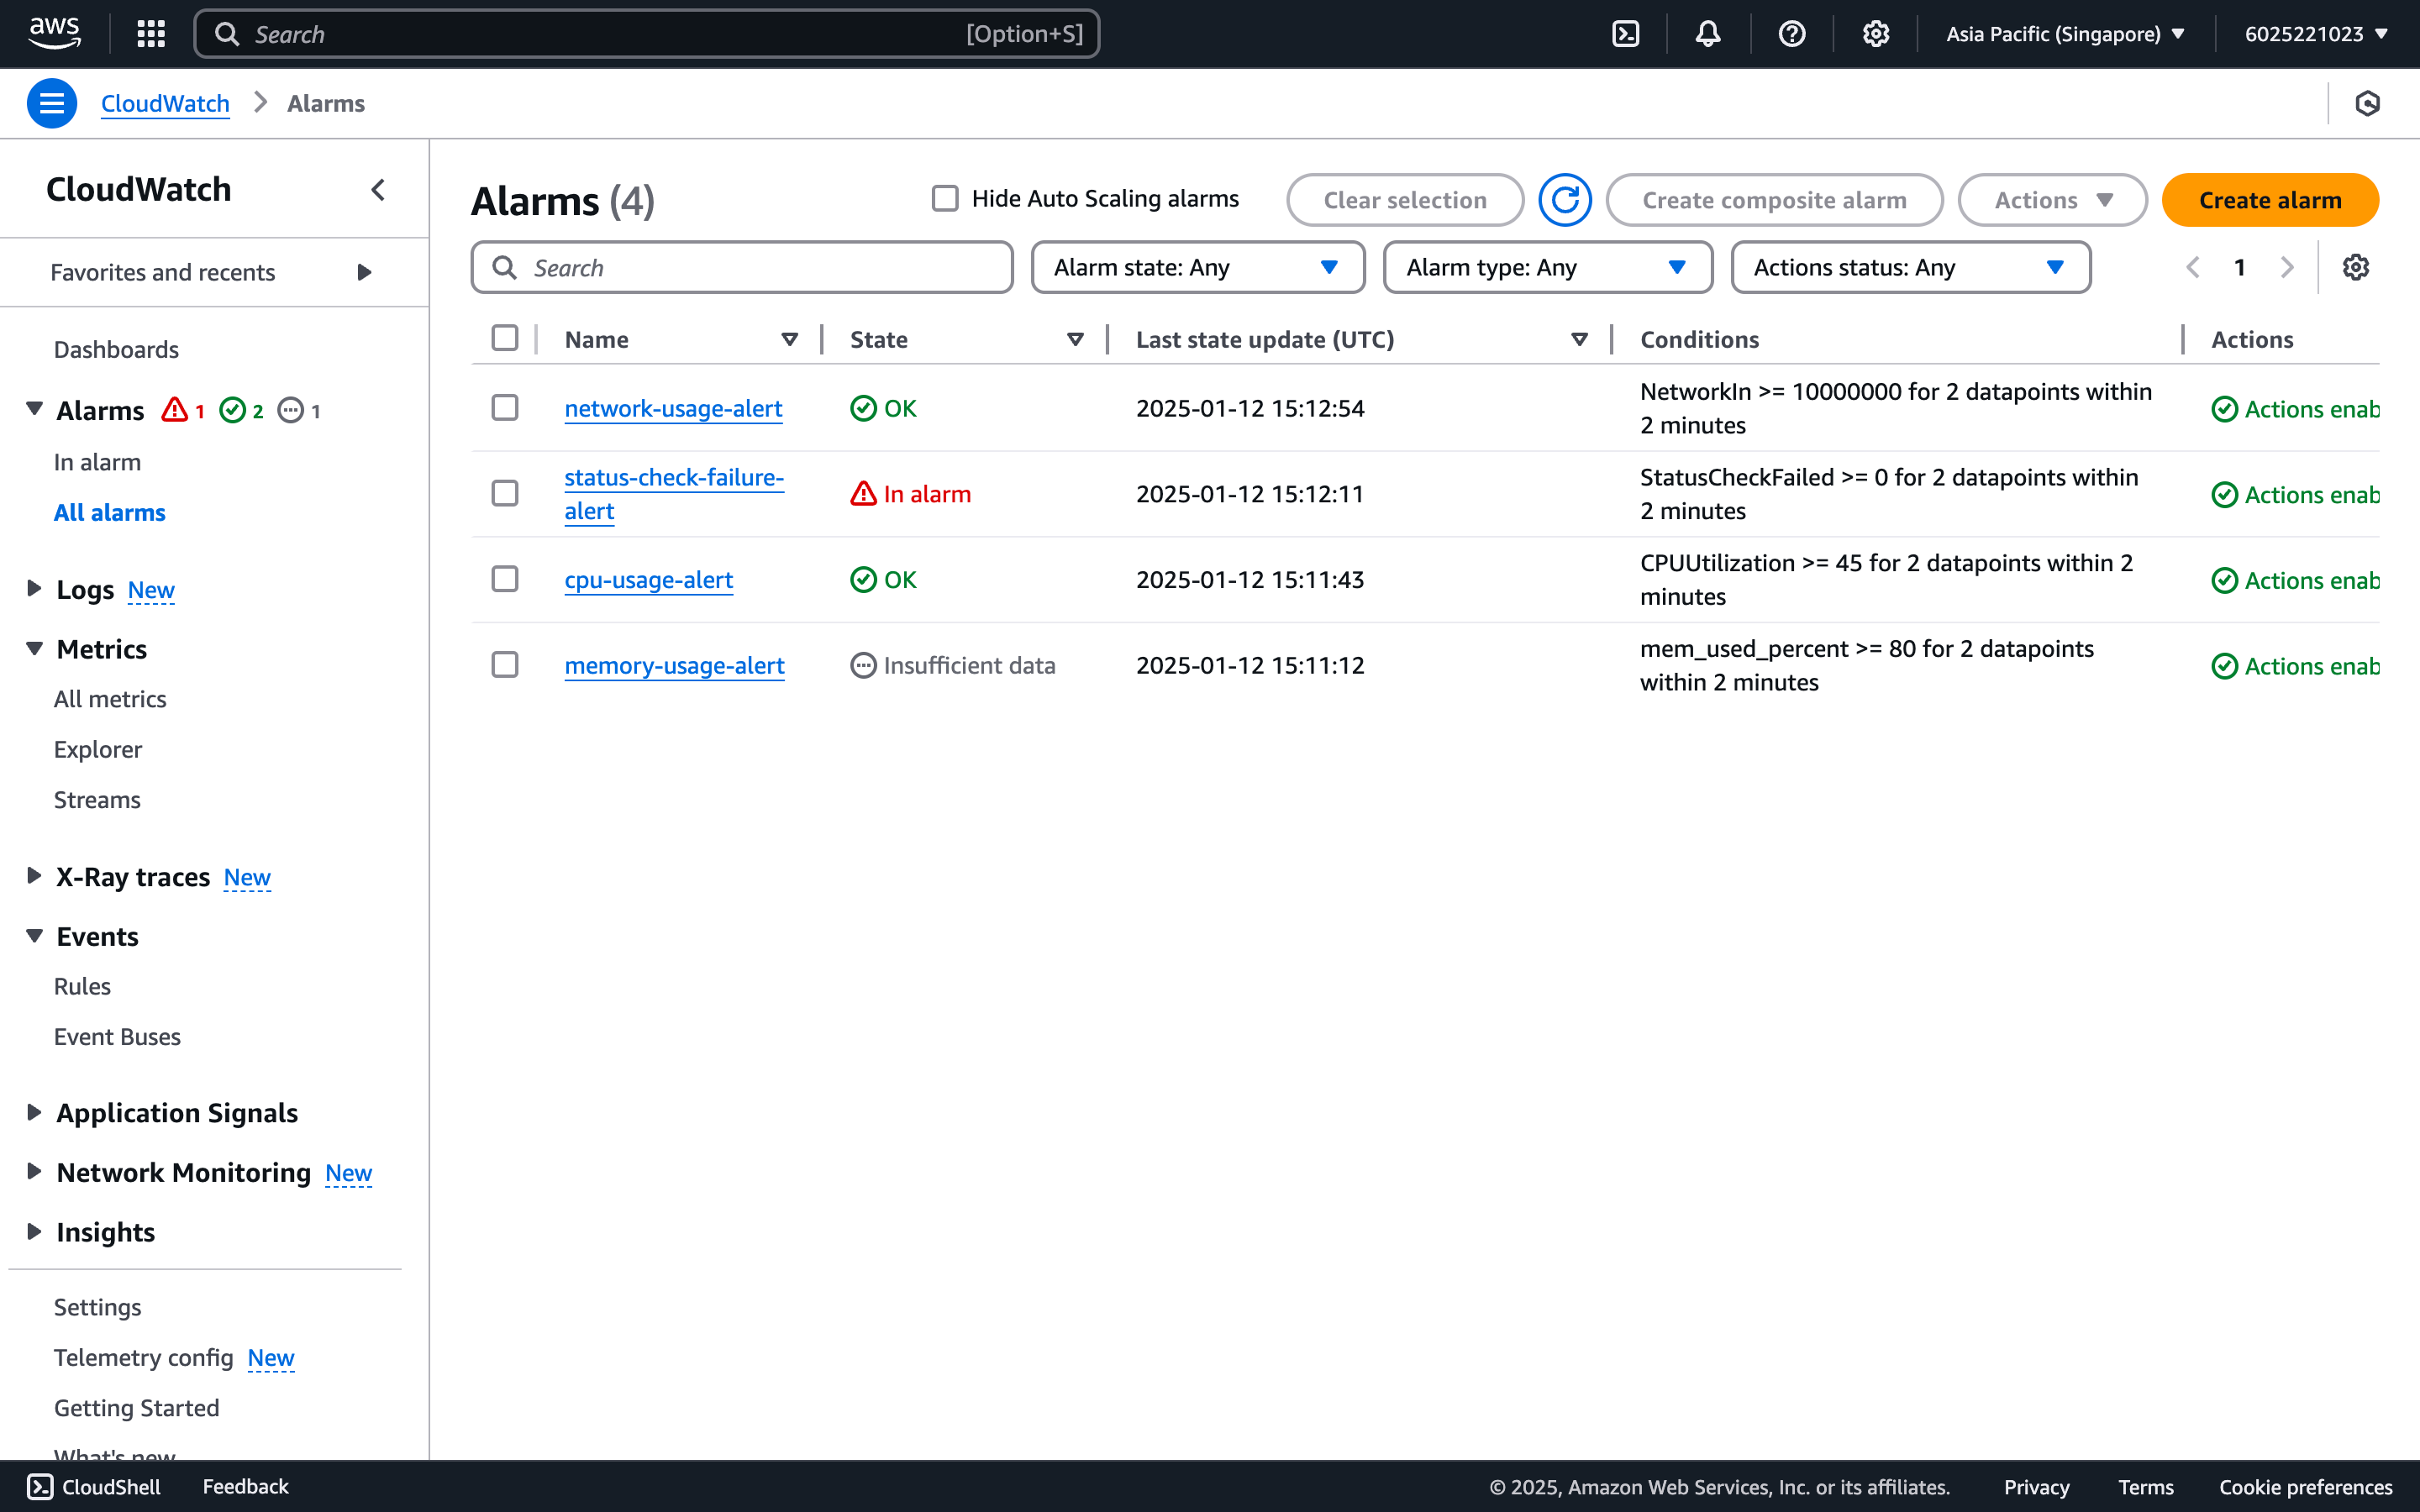 aws
Search
[Option+S]
Asia Pacific (Singapore)
6025221023
CloudWatch
Alarms
CloudWatch
Favorites and recents
Dashboards
Alarms 1 2 1
In alarm
All alarms
Logs New
Metrics
All metrics
Explorer
Streams
X-Ray traces New
Events
Rules
Event Buses
Application Signals
Network Monitoring New
Insights
Settings
Telemetry config New
Getting Started
What's new
Alarms (4)
Hide Auto Scaling alarms
Clear selection
Create composite alarm
Actions
Create alarm
Search
Alarm state: Any
Alarm type: Any
Actions status: Any
1
Name State Last state update (UTC) Conditions Actions
network-usage-alert OK 2025-01-12 15:12:54 NetworkIn >= 10000000 for 2 datapoints within
2 minutes
Actions enab
status-check-failure-
alert
In alarm 2025-01-12 15:12:11 StatusCheckFailed >= 0 for 2 datapoints within
2 minutes
Actions enab
cpu-usage-alert OK 2025-01-12 15:11:43 CPUUtilization >= 45 for 2 datapoints within 2
minutes
Actions enab
memory-usage-alert Insufficient data 2025-01-12 15:11:12 mem_used_percent >= 80 for 2 datapoints
within 2 minutes
Actions enab
CloudShell
Feedback
© 2025, Amazon Web Services, Inc. or its affiliates.
Privacy
Terms
Cookie preferences